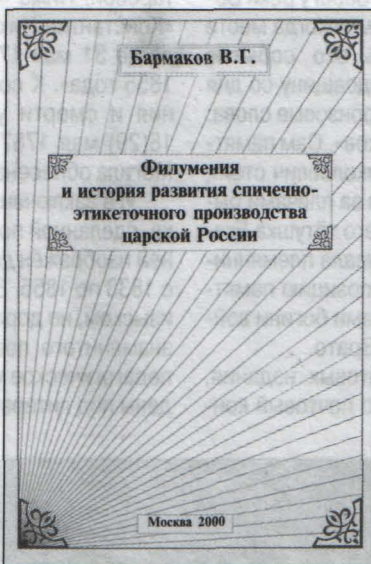 Бармаков В.Г.
Филумения
и история развития спичечно-
этикеточного производства
царской России
Москва 2000